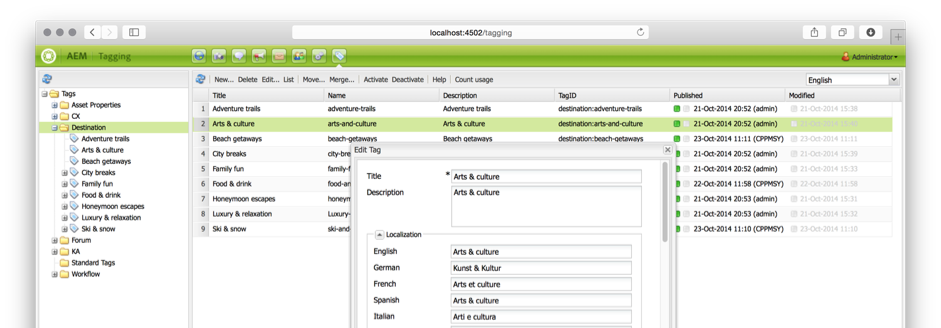 localhost:4502/tagging
AEM Tagging
Administrator
New... Delete Edit... List Move... Merge... Activate Deactivate Help Count usage
English
Tags
Asset Properties
CX
Destination
Adventure trails
Arts & culture
Beach getaways
City breaks
Family fun
Food & drink
Honeymoon escapes
Luxury & relaxation
Ski & snow
Forum
KA
Standard Tags
Workflow
Title Name Description TagID Published Modified
1 Adventure trails adventure-trails Adventure trails destination:adventure-trails 21-Oct-2014 20:52 (admin) 21-Oct-2014 15:38
2 Arts & culture arts-and-culture Arts & culture destination:arts-and-culture 21-Oct-2014 20:52 (admin) 21-Oct-2014
3 Beach getaways beach-getaways Beach getaways destination:beach-getaways 23-Oct-2014 11:11 (CPPMSY) 23-Oct-2014 11:11
4 City breaks city-bre 21-Oct-2014 20:52 (admin) 21-Oct-2014 15:39
5 Family fun family-f 21-Oct-2014 20:52 (admin) 21-Oct-2014 15:33
6 Food & drink food-an 22-Oct-2014 11:58 (CPPMSY) 22-Oct-2014 11:58
7 Honeymoon escapes honeym 21-Oct-2014 20:53 (admin) 21-Oct-2014 15:31
8 Luxury & relaxation Luxury- 21-Oct-2014 20:53 (admin) 21-Oct-2014 15:32
9 Ski & snow ski-and- 23-Oct-2014 11:10 (CPPMSY) 23-Oct-2014 11:10
Edit Tag
Title * Arts & culture
Description Arts & culture
Localization
English Arts & culture
German Kunst & Kultur
French Arts et culture
Spanish Arts & culture
Italian Arti e cultura